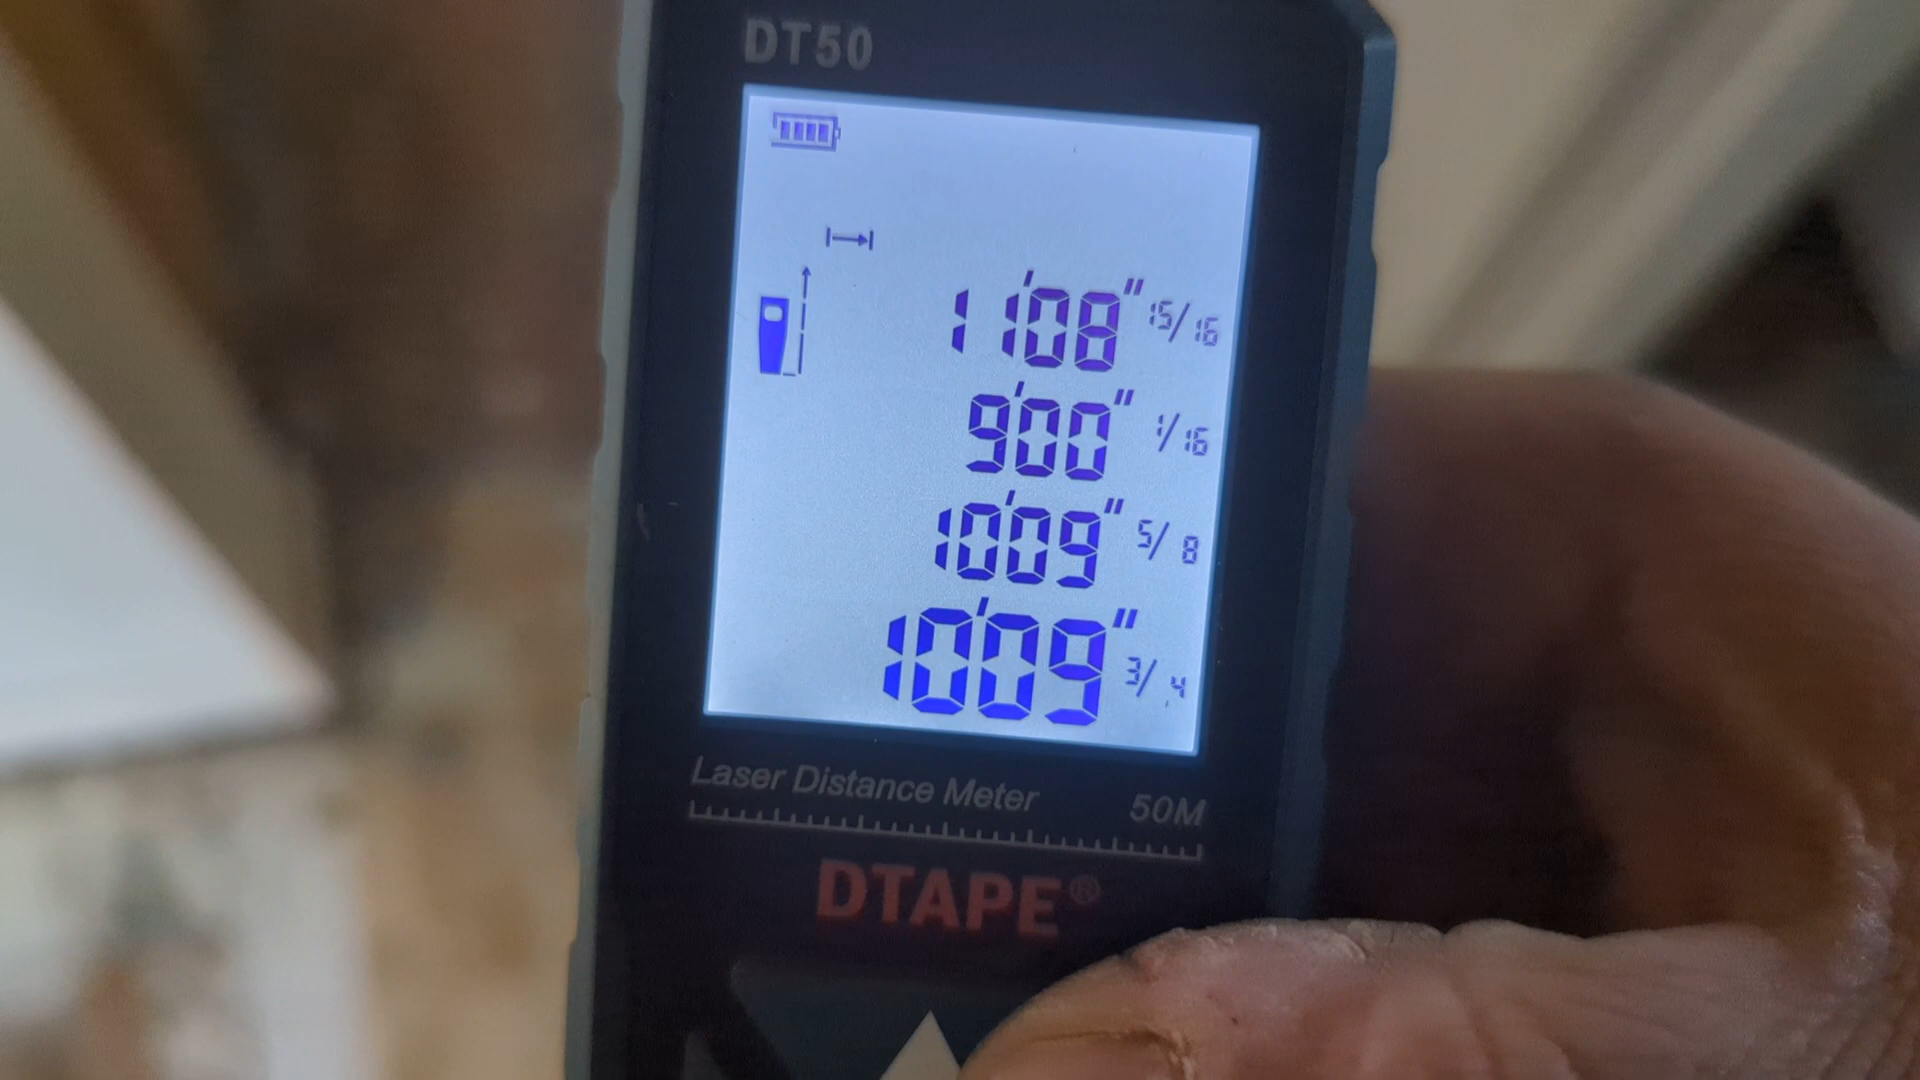 DT50
11'08" 15/16
9'00" 1/16
10'09" 5/8
10'09" 3/4
Laser Distance Meter 50M
DTAPE®